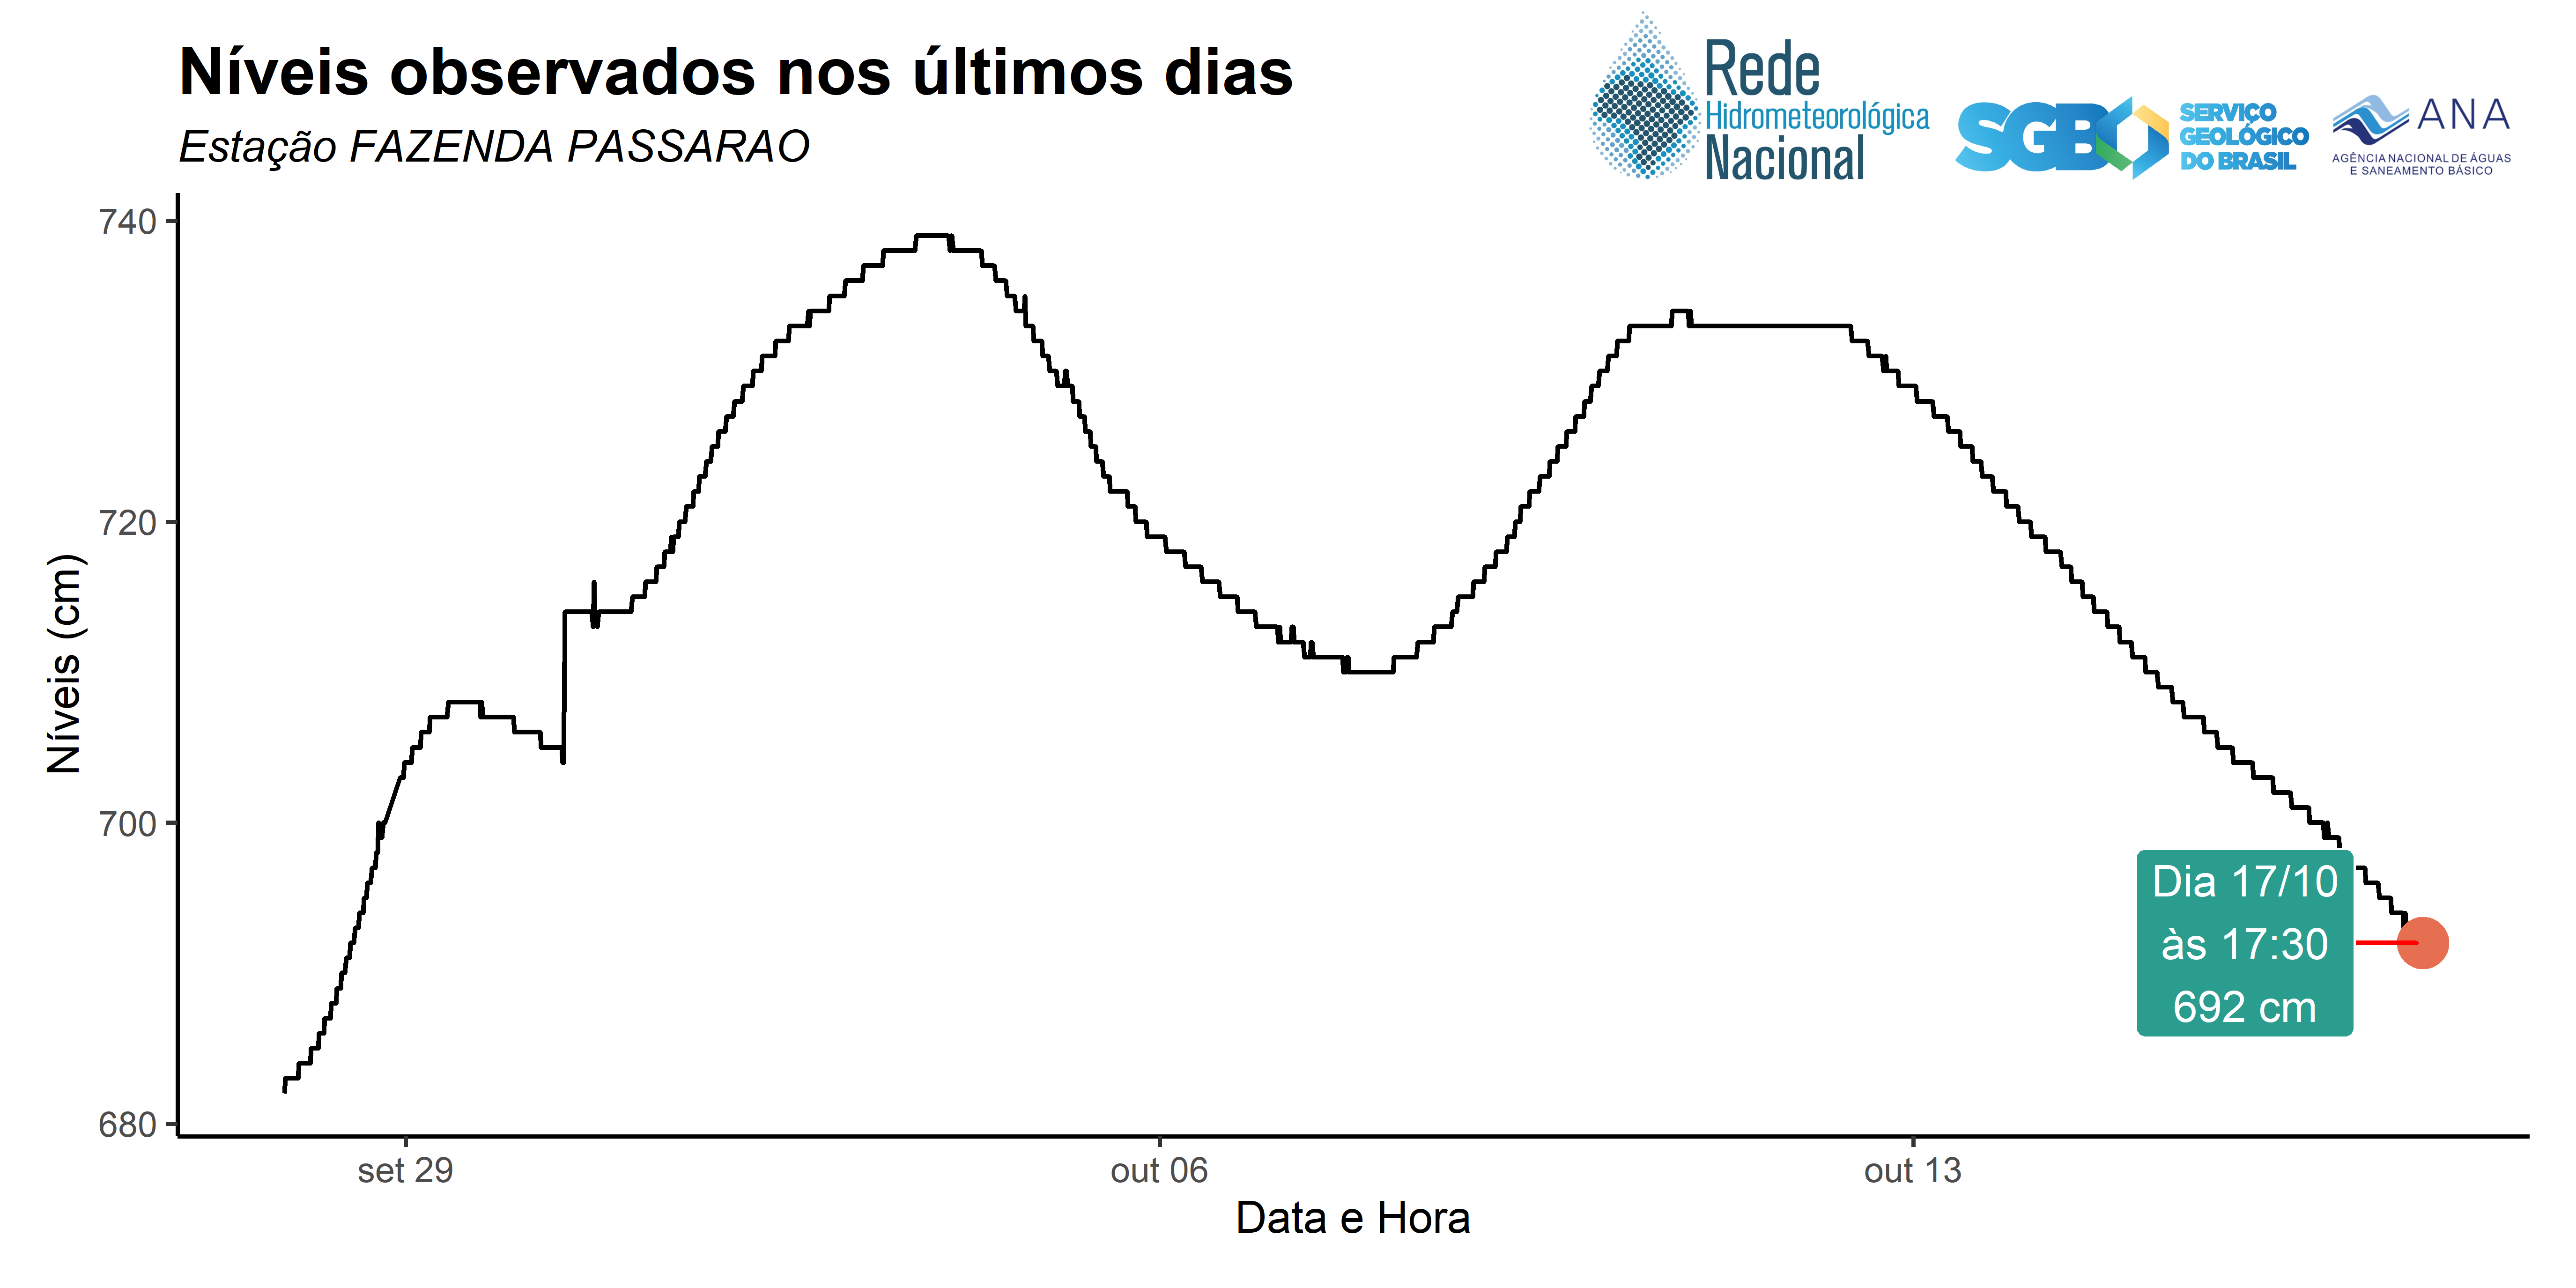 Níveis observados nos últimos dias
Estação FAZENDA PASSARAO
Rede
Hidrometeorológica
Nacional
SGB
SERVIÇO
GEOLÓGICO
DO BRASIL
ANA
AGÊNCIA NACIONAL DE ÁGUAS
E SANEAMENTO BÁSICO
740
720
700
680
Níveis (cm)
Dia 17/10
às 17:30
692 cm
set 29
out 06
out 13
Data e Hora